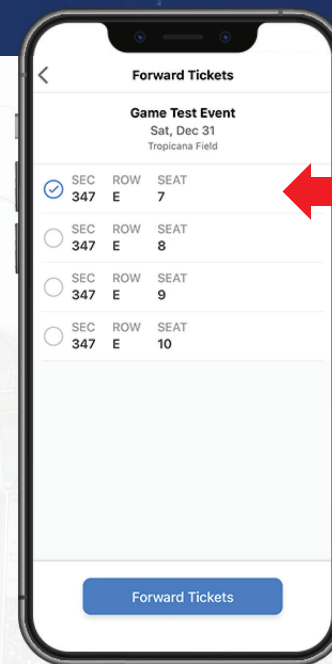 Forward Tickets
Game Test Event
Sat, Dec 31
Tropicana Field
SEC ROW SEAT
347 E 7
SEC ROW SEAT
347 E 8
SEC ROW SEAT
347 E 9
SEC ROW SEAT
347 E 10
Forward Tickets